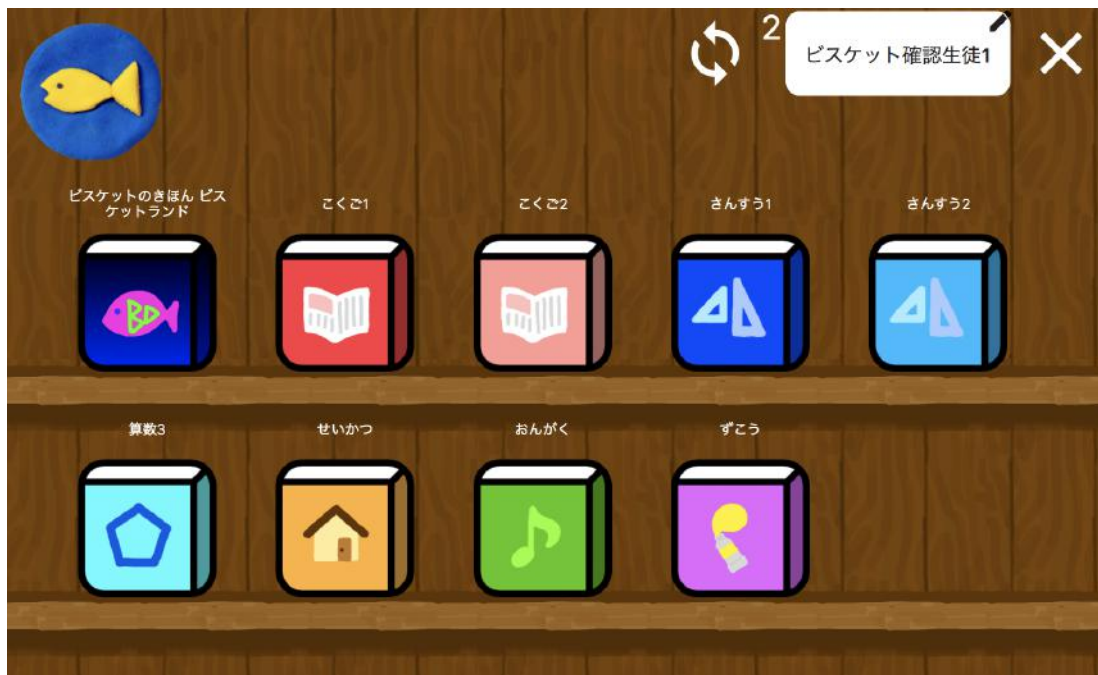 2
ビスケット確認生徒1
ビスケットのきほん ビス
ケットランド
こくご1
こくご2
さんすう1
さんすう2
算数3
せいかつ
おんがく
ずこう